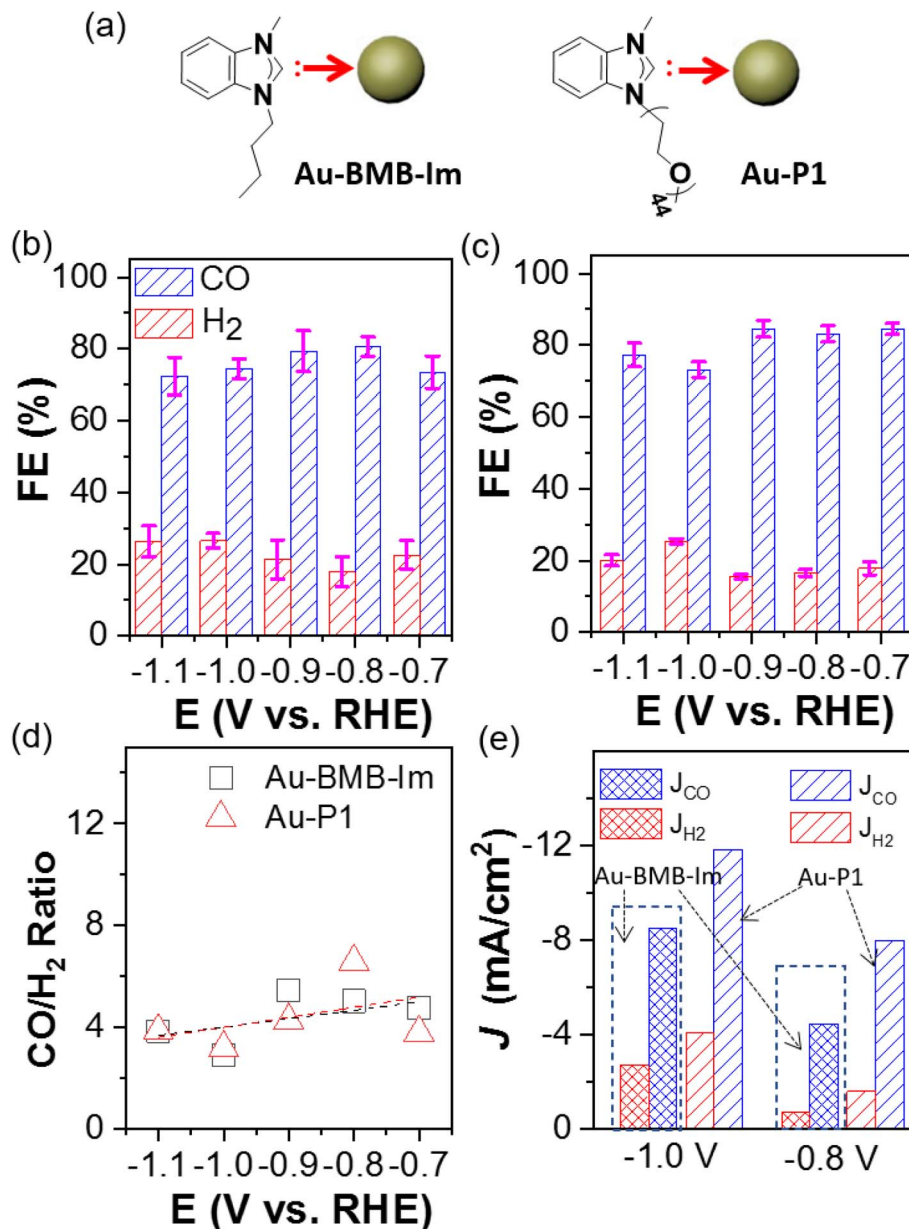 (a)
N
N
:
Au-BMB-Im
N
N
:
O
44
Au-P1
(b)
CO
H2
FE (%)
100
80
60
40
20
0
-1.1 -1.0 -0.9 -0.8 -0.7
E (V vs. RHE)
(c)
FE (%)
100
80
60
40
20
0
-1.1 -1.0 -0.9 -0.8 -0.7
E (V vs. RHE)
(d)
Au-BMB-Im
Au-P1
CO/H2 Ratio
12
8
4
0
-1.1 -1.0 -0.9 -0.8 -0.7
E (V vs. RHE)
(e)
JCO
JH2
JCO
JH2
Au-BMB-Im
Au-P1
J (mA/cm²)
-12
-8
-4
0
-1.0 V
-0.8 V